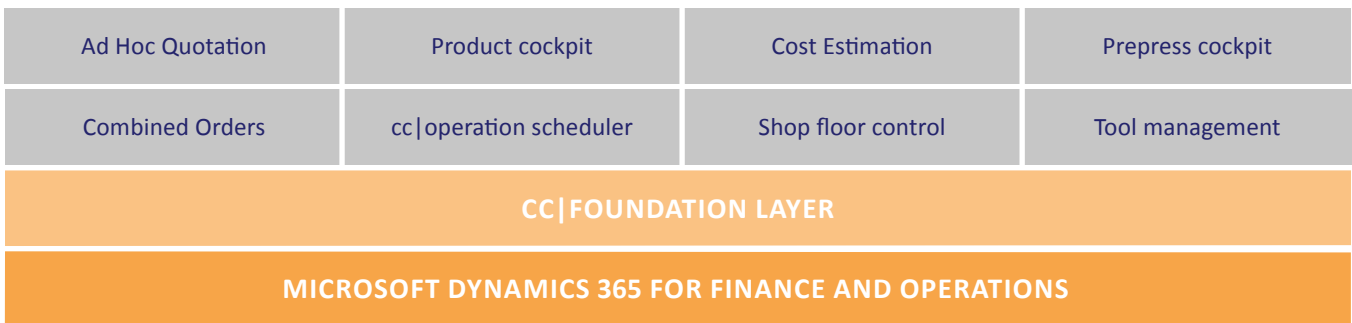 Ad Hoc Quotation
Product cockpit
Cost Estimation
Prepress cockpit
Combined Orders
cc|operation scheduler
Shop floor control
Tool management
CC|FOUNDATION LAYER
MICROSOFT DYNAMICS 365 FOR FINANCE AND OPERATIONS